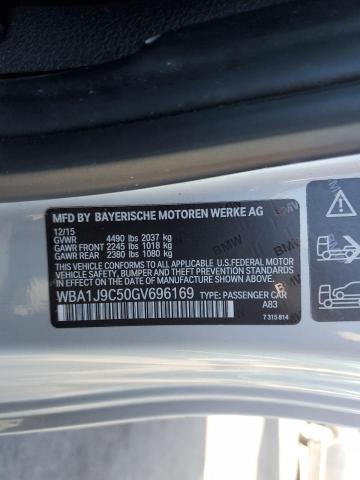 MFD BY BAYERISCHE MOTOREN WERKE AG
12/15
GVWR 4490 lbs 2037 kg
GAWR FRONT 2245 lbs 1018 kg
GAWR REAR 2380 lbs 1080 kg
THIS VEHICLE CONFORMS TO ALL APPLICABLE
U.S. FEDERAL MOTOR
VEHICLE SAFETY, BUMPER, AND THEFT PREVENTION
STANDARDS IN EFFECT ON THE DATE OF
MANUFACTURE SHOWN ABOVE.
WBA1J9C50GV696169 TYPE: PASSENGER CAR
A83
7 315 814
BMW
BMW
BMW